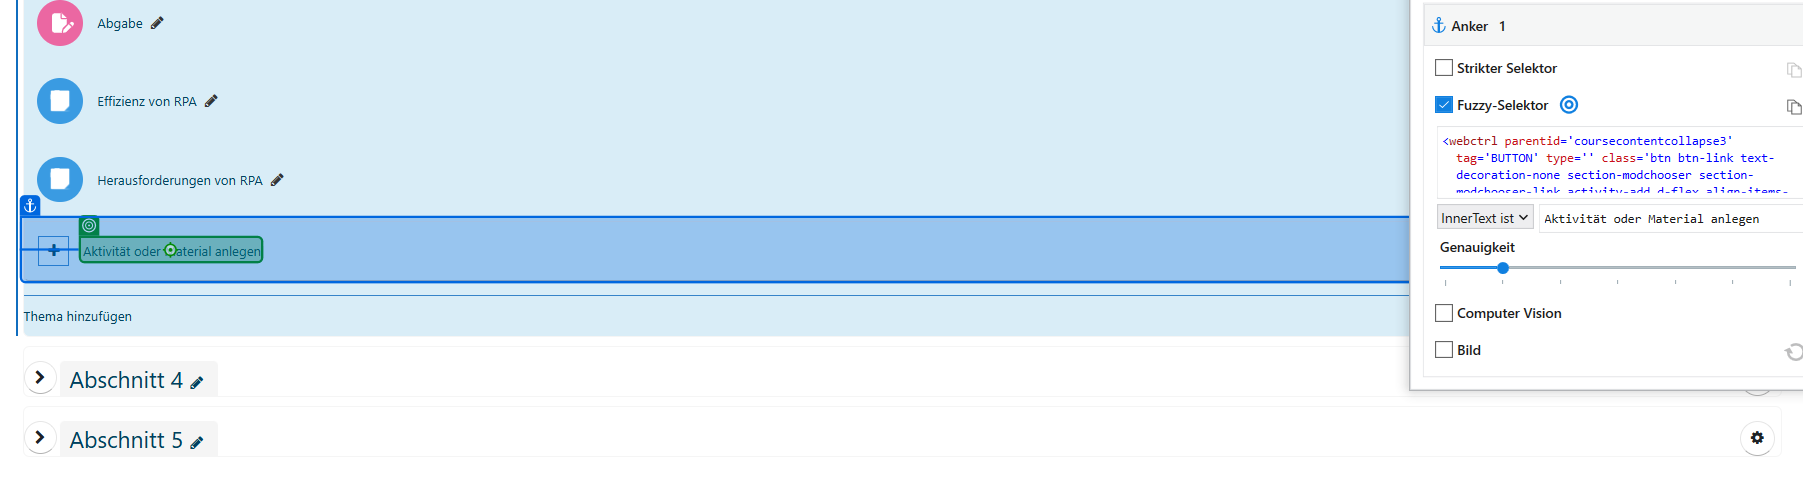 Abgabe
Effizienz von RPA
Herausforderungen von RPA
Aktivität oder Material anlegen
Thema hinzufügen
Abschnitt 4
Abschnitt 5
Anker 1
Strikter Selektor
Fuzzy-Selektor
<webctrl parentid='coursecontentcollapse3'
tag='BUTTON' type='' class='btn btn-link text-
decoration-none section-modchooser section-
modchooser-link activity-add d-flex align-items-
InnerText ist
Aktivität oder Material anlegen
Genauigkeit
Computer Vision
Bild